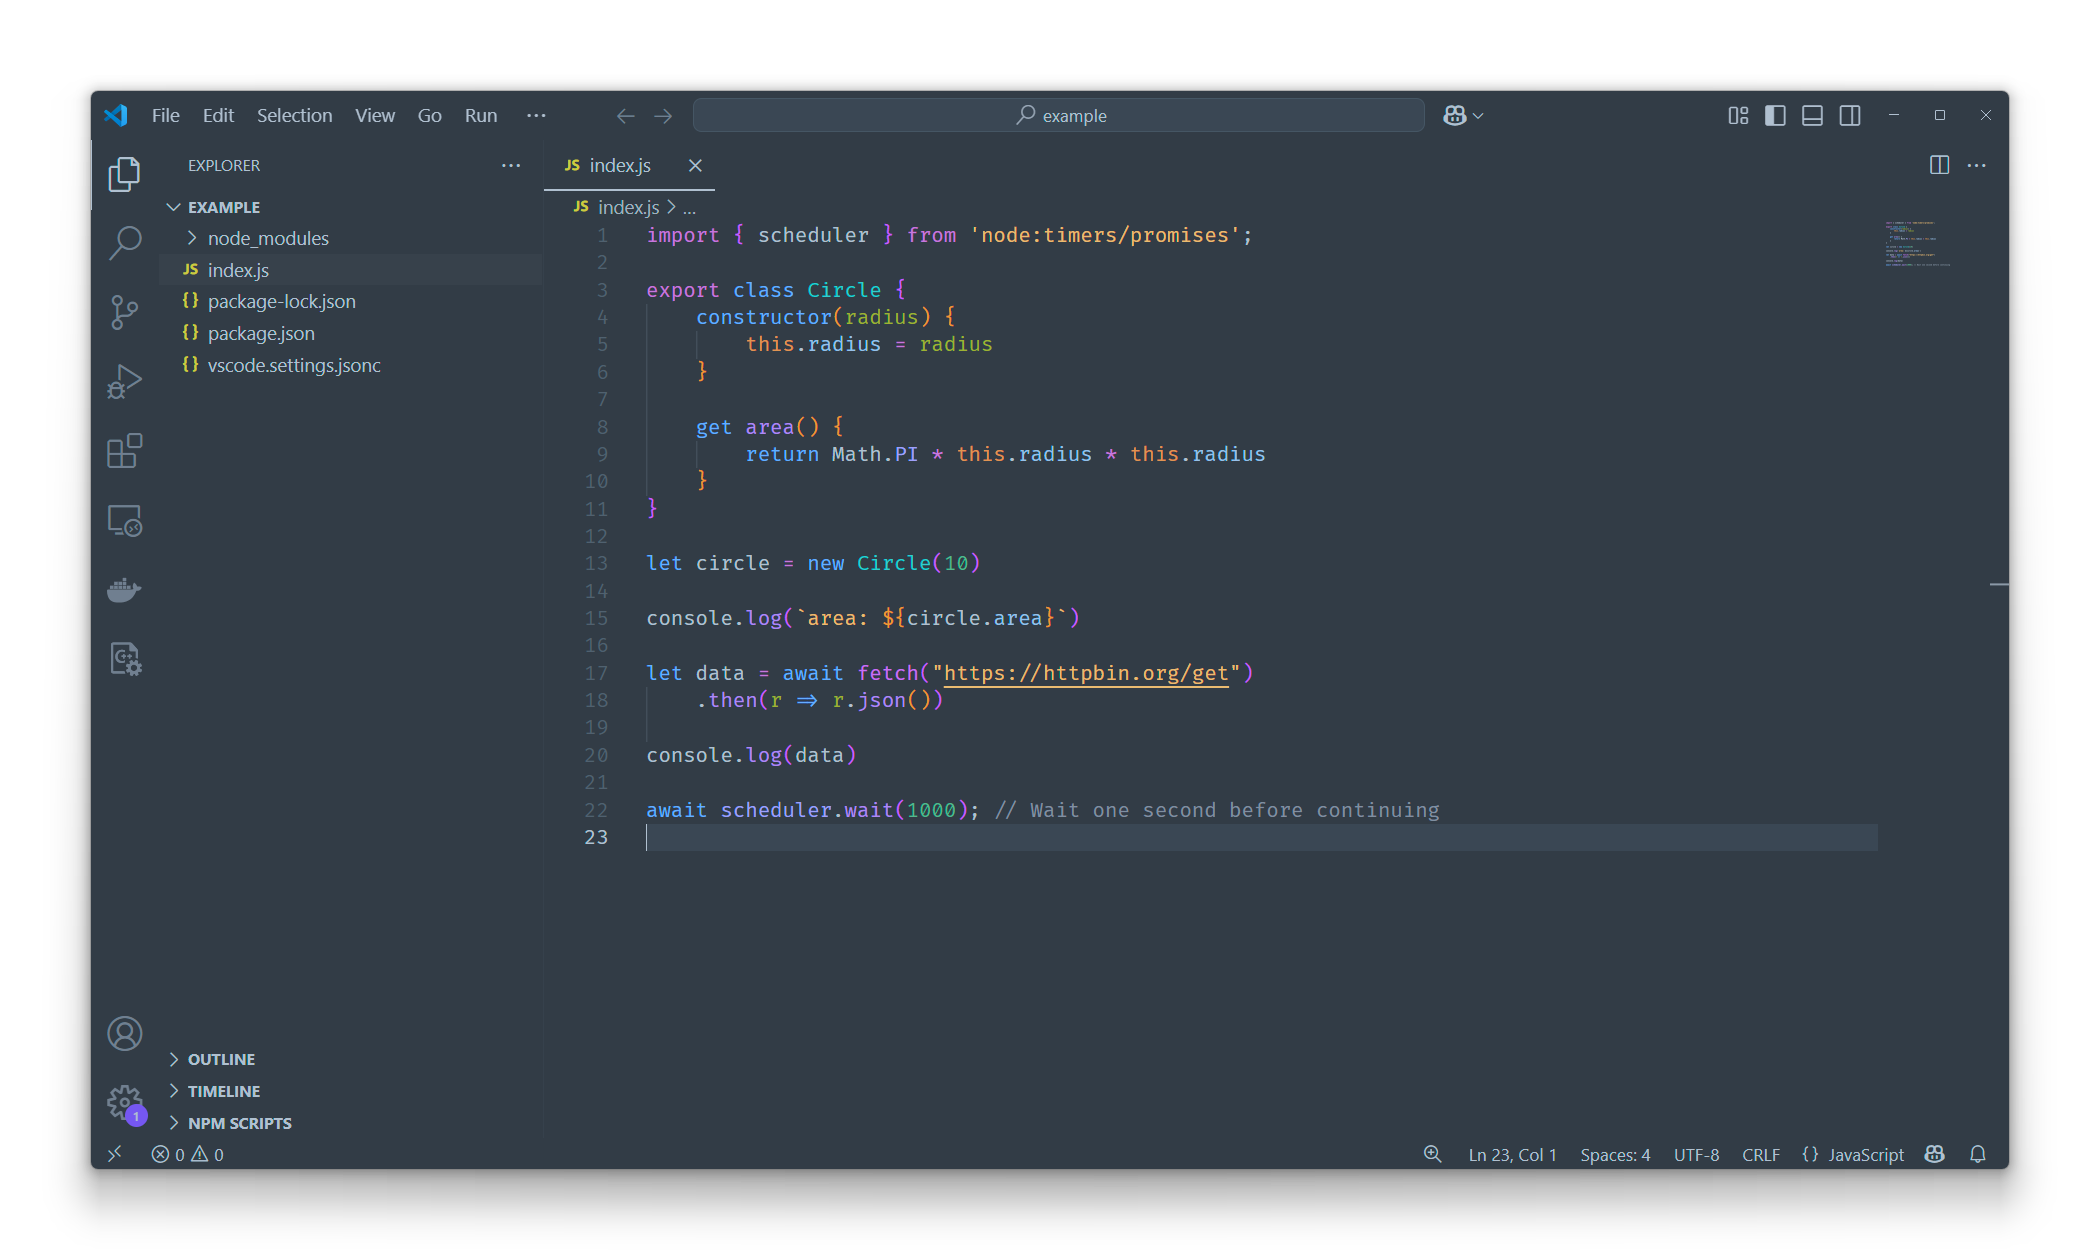 File Edit Selection View Go Run ··· example
EXPLORER ···
EXAMPLE
node_modules
JS index.js
{} package-lock.json
{} package.json
{} vscode.settings.jsonc
OUTLINE
TIMELINE
NPM SCRIPTS
JS index.js
JS index.js > ...
1 import { scheduler } from 'node:timers/promises';
2
3 export class Circle {
4     constructor(radius) {
5         this.radius = radius
6     }
7
8     get area() {
9         return Math.PI * this.radius * this.radius
10     }
11 }
12
13 let circle = new Circle(10)
14
15 console.log(`area: ${circle.area}`)
16
17 let data = await fetch("https://httpbin.org/get")
18     .then(r => r.json())
19
20 console.log(data)
21
22 await scheduler.wait(1000); // Wait one second before continuing
23
1
0 0 Ln 23, Col 1 Spaces: 4 UTF-8 CRLF {} JavaScript